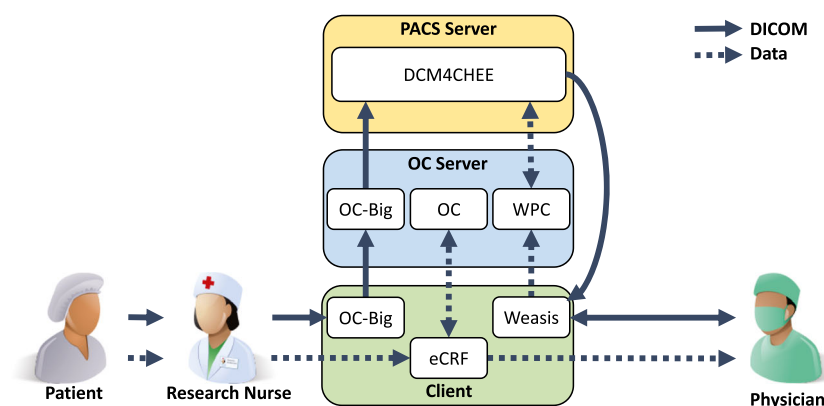 PACS Server
DCM4CHEE
DICOM
Data
OC Server
OC-Big
OC
WPC
OC-Big
Weasis
eCRF
Client
Patient
Research Nurse
Physician